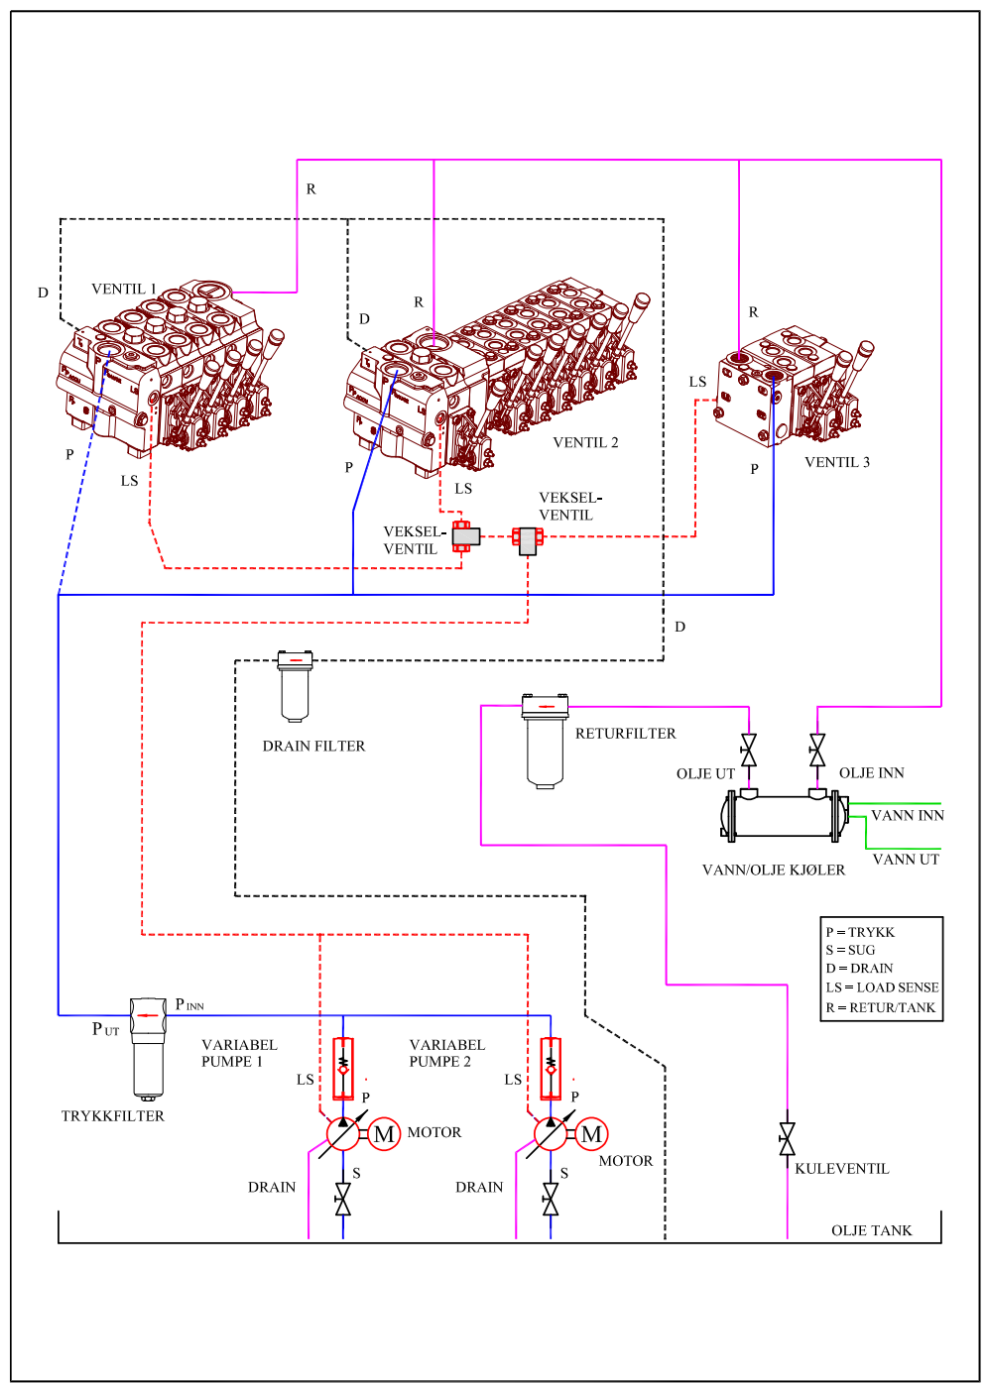 R
D
VENTIL 1
R
D
R
LS
P
LS
P
LS
VENTIL 2
P
VENTIL 3
VEKSEL-
VENTIL
VEKSEL-
VENTIL
D
DRAIN FILTER
RETURFILTER
OLJE UT
OLJE INN
VANN INN
VANN UT
VANN/OLJE KJØLER
P = TRYKK
S = SUG
D = DRAIN
LS = LOAD SENSE
R = RETUR/TANK
P UT
P INN
TRYKKFILTER
VARIABEL
PUMPE 1
VARIABEL
PUMPE 2
LS
P
LS
P
M
MOTOR
M
MOTOR
DRAIN
S
DRAIN
S
KULEVENTIL
OLJE TANK